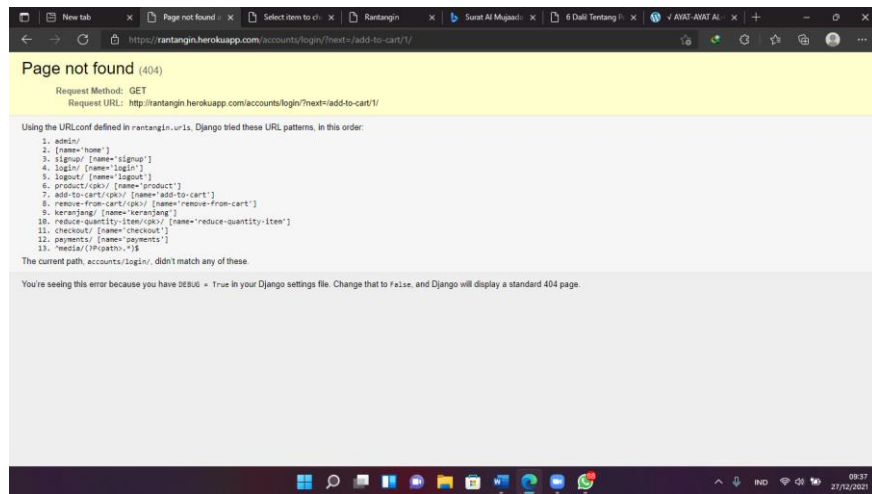 New tab
Page not found a
Select item to ch
Rantangin
Surat Al Mujaada
6 Dalil Tentang P
√ AYAT-AYAT AL-
https://rantangin.herokuapp.com/accounts/login/?next=/add-to-cart/1/
Page not found (404)
Request Method: GET
Request URL: http://rantangin.herokuapp.com/accounts/login/?next=/add-to-cart/1/
Using the URLconf defined in rantangin.urls, Django tried these URL patterns, in this order:
1. admin/
2. [name='home']
3. signup/ [name='signup']
4. login/ [name='login']
5. logout/ [name='logout']
6. product/<pk>/ [name='product']
7. add-to-cart/<pk>/ [name='add-to-cart']
8. remove-from-cart/<pk>/ [name='remove-from-cart']
9. keranjang/ [name='keranjang']
10. reduce-quantity-item/<pk>/ [name='reduce-quantity-item']
11. checkout/ [name='checkout']
12. payments/ [name='payments']
13. ^media/(?P<path>.*)$
The current path, accounts/login/, didn't match any of these.
You're seeing this error because you have DEBUG = True in your Django settings file. Change that to False, and Django will display a standard 404 page.
IND
09:37
27/12/2021